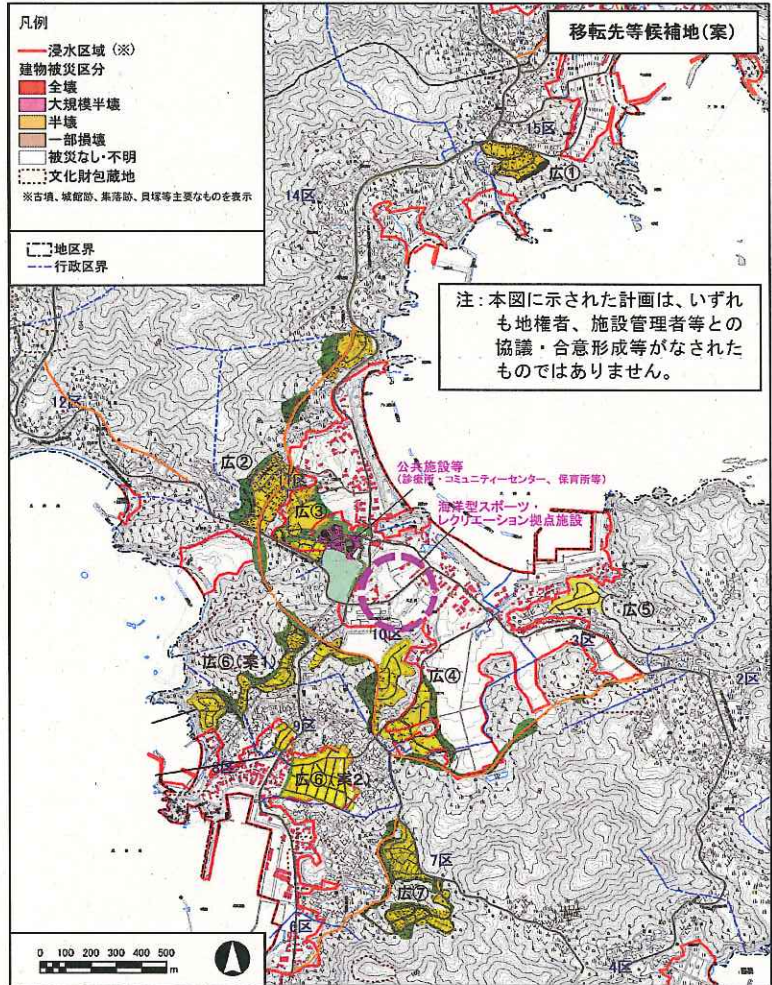 凡例
浸水区域（※）
建物被災区分
全壊
大規模半壊
半壊
一部損壊
被災なし・不明
文化財包蔵地
※古墳、城館跡、集落跡、貝塚等主要なものを表示
地区界
行政区界
移転先等候補地(案)
15区
広①
14区
注：本図に示された計画は、いずれ
も地権者、施設管理者等との
協議・合意形成等がなされた
ものではありません。
12区
広②
11区
公共施設等
（診療所・コミュニティーセンター、保育所等）
広③
海洋型スポーツ・
レクリエーション拠点施設
広⑤
10区
3区
広⑥(案1)
広④
2区
9区
広⑥(案2)
7区
広⑦
6区
4区
0 100 200 300 400 500
m